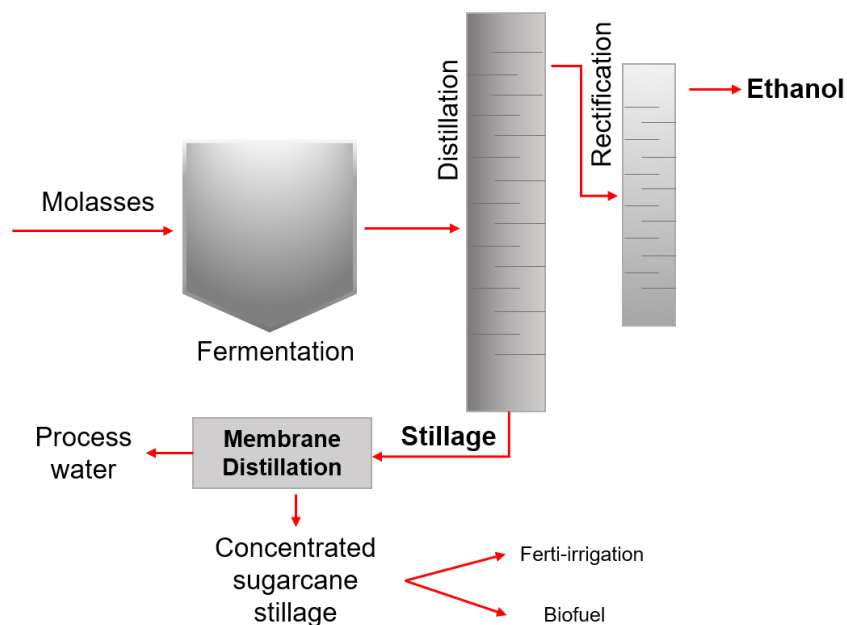 Molasses
Fermentation
Distillation
Rectification
Ethanol
Stillage
Membrane
Distillation
Process
water
Concentrated
sugarcane
stillage
Ferti-irrigation
Biofuel